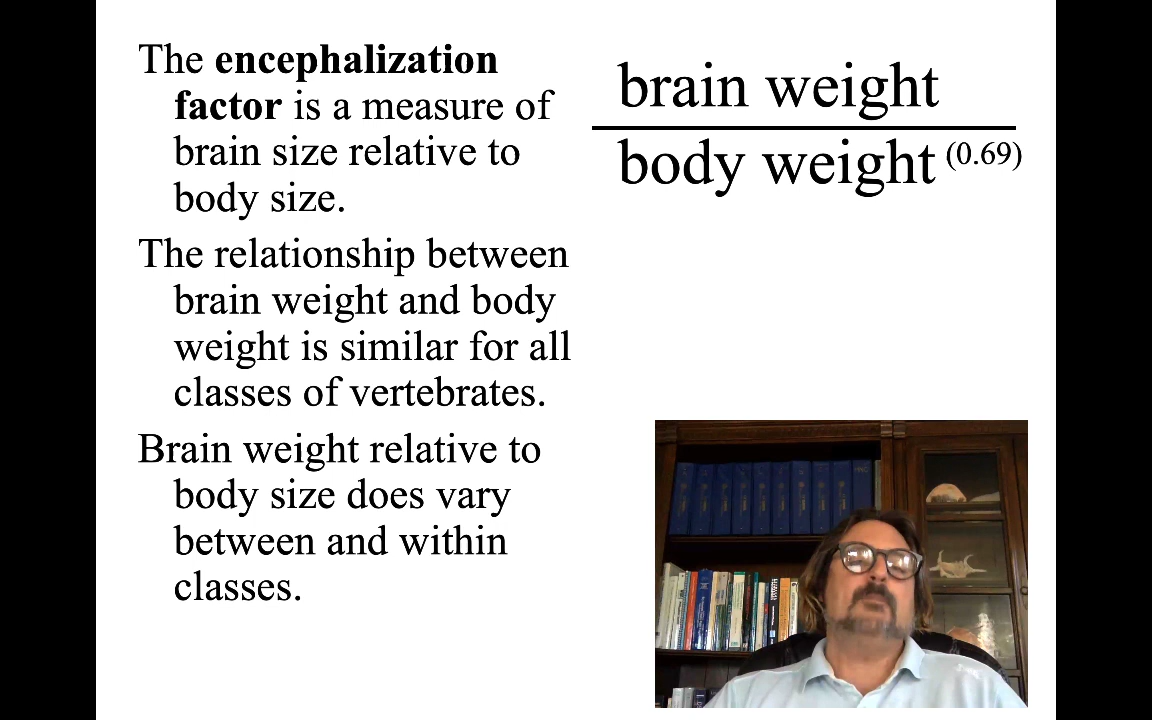 The encephalization
factor is a measure of
brain size relative to
body size.
The relationship between
brain weight and body
weight is similar for all
classes of vertebrates.
Brain weight relative to
body size does vary
between and within
classes.
brain weight
body weight (0.69)